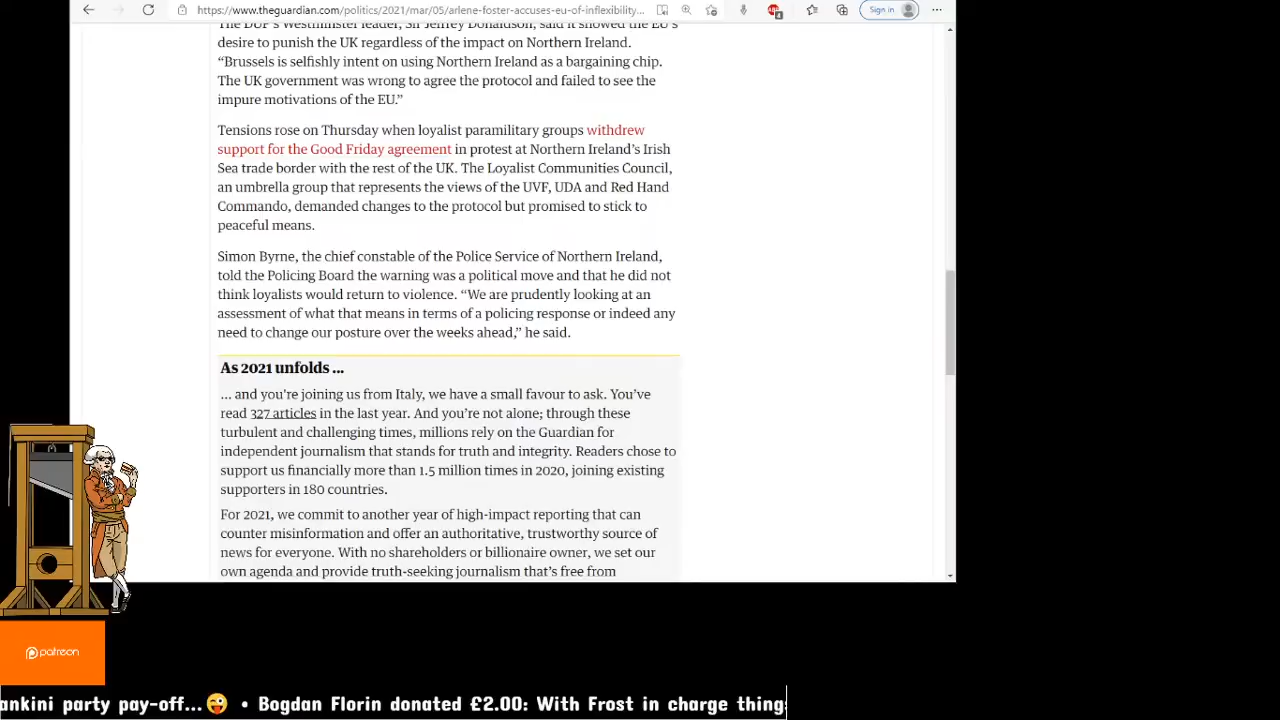 https://www.theguardian.com/politics/2021/mar/05/arlene-foster-accuses-eu-of-inflexibility...
Sign in
The DUP's Westminster leader, Sir Jeffrey Donaldson, said it showed the EU's
desire to punish the UK regardless of the impact on Northern Ireland.
“Brussels is selfishly intent on using Northern Ireland as a bargaining chip.
The UK government was wrong to agree the protocol and failed to see the
impure motivations of the EU.”
Tensions rose on Thursday when loyalist paramilitary groups withdrew
support for the Good Friday agreement in protest at Northern Ireland’s Irish
Sea trade border with the rest of the UK. The Loyalist Communities Council,
an umbrella group that represents the views of the UVF, UDA and Red Hand
Commando, demanded changes to the protocol but promised to stick to
peaceful means.
Simon Byrne, the chief constable of the Police Service of Northern Ireland,
told the Policing Board the warning was a political move and that he did not
think loyalists would return to violence. “We are prudently looking at an
assessment of what that means in terms of a policing response or indeed any
need to change our posture over the weeks ahead,” he said.
As 2021 unfolds ...
... and you’re joining us from Italy, we have a small favour to ask. You’ve
read 327 articles in the last year. And you’re not alone; through these
turbulent and challenging times, millions rely on the Guardian for
independent journalism that stands for truth and integrity. Readers chose to
support us financially more than 1.5 million times in 2020, joining existing
supporters in 180 countries.
For 2021, we commit to another year of high-impact reporting that can
counter misinformation and offer an authoritative, trustworthy source of
news for everyone. With no shareholders or billionaire owner, we set our
own agenda and provide truth-seeking journalism that’s free from
patreon
ankini party pay-off...😜 • Bogdan Florin donated £2.00: With Frost in charge thing